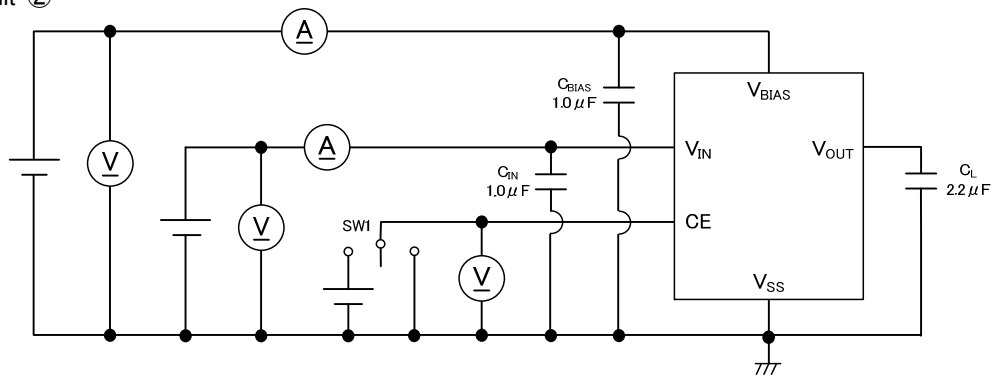 A
C_BIAS
1.0μF
V_BIAS
V
A
V_IN
V_OUT
C_IN
1.0μF
C_L
2.2μF
V
SW1
CE
V
V_SS